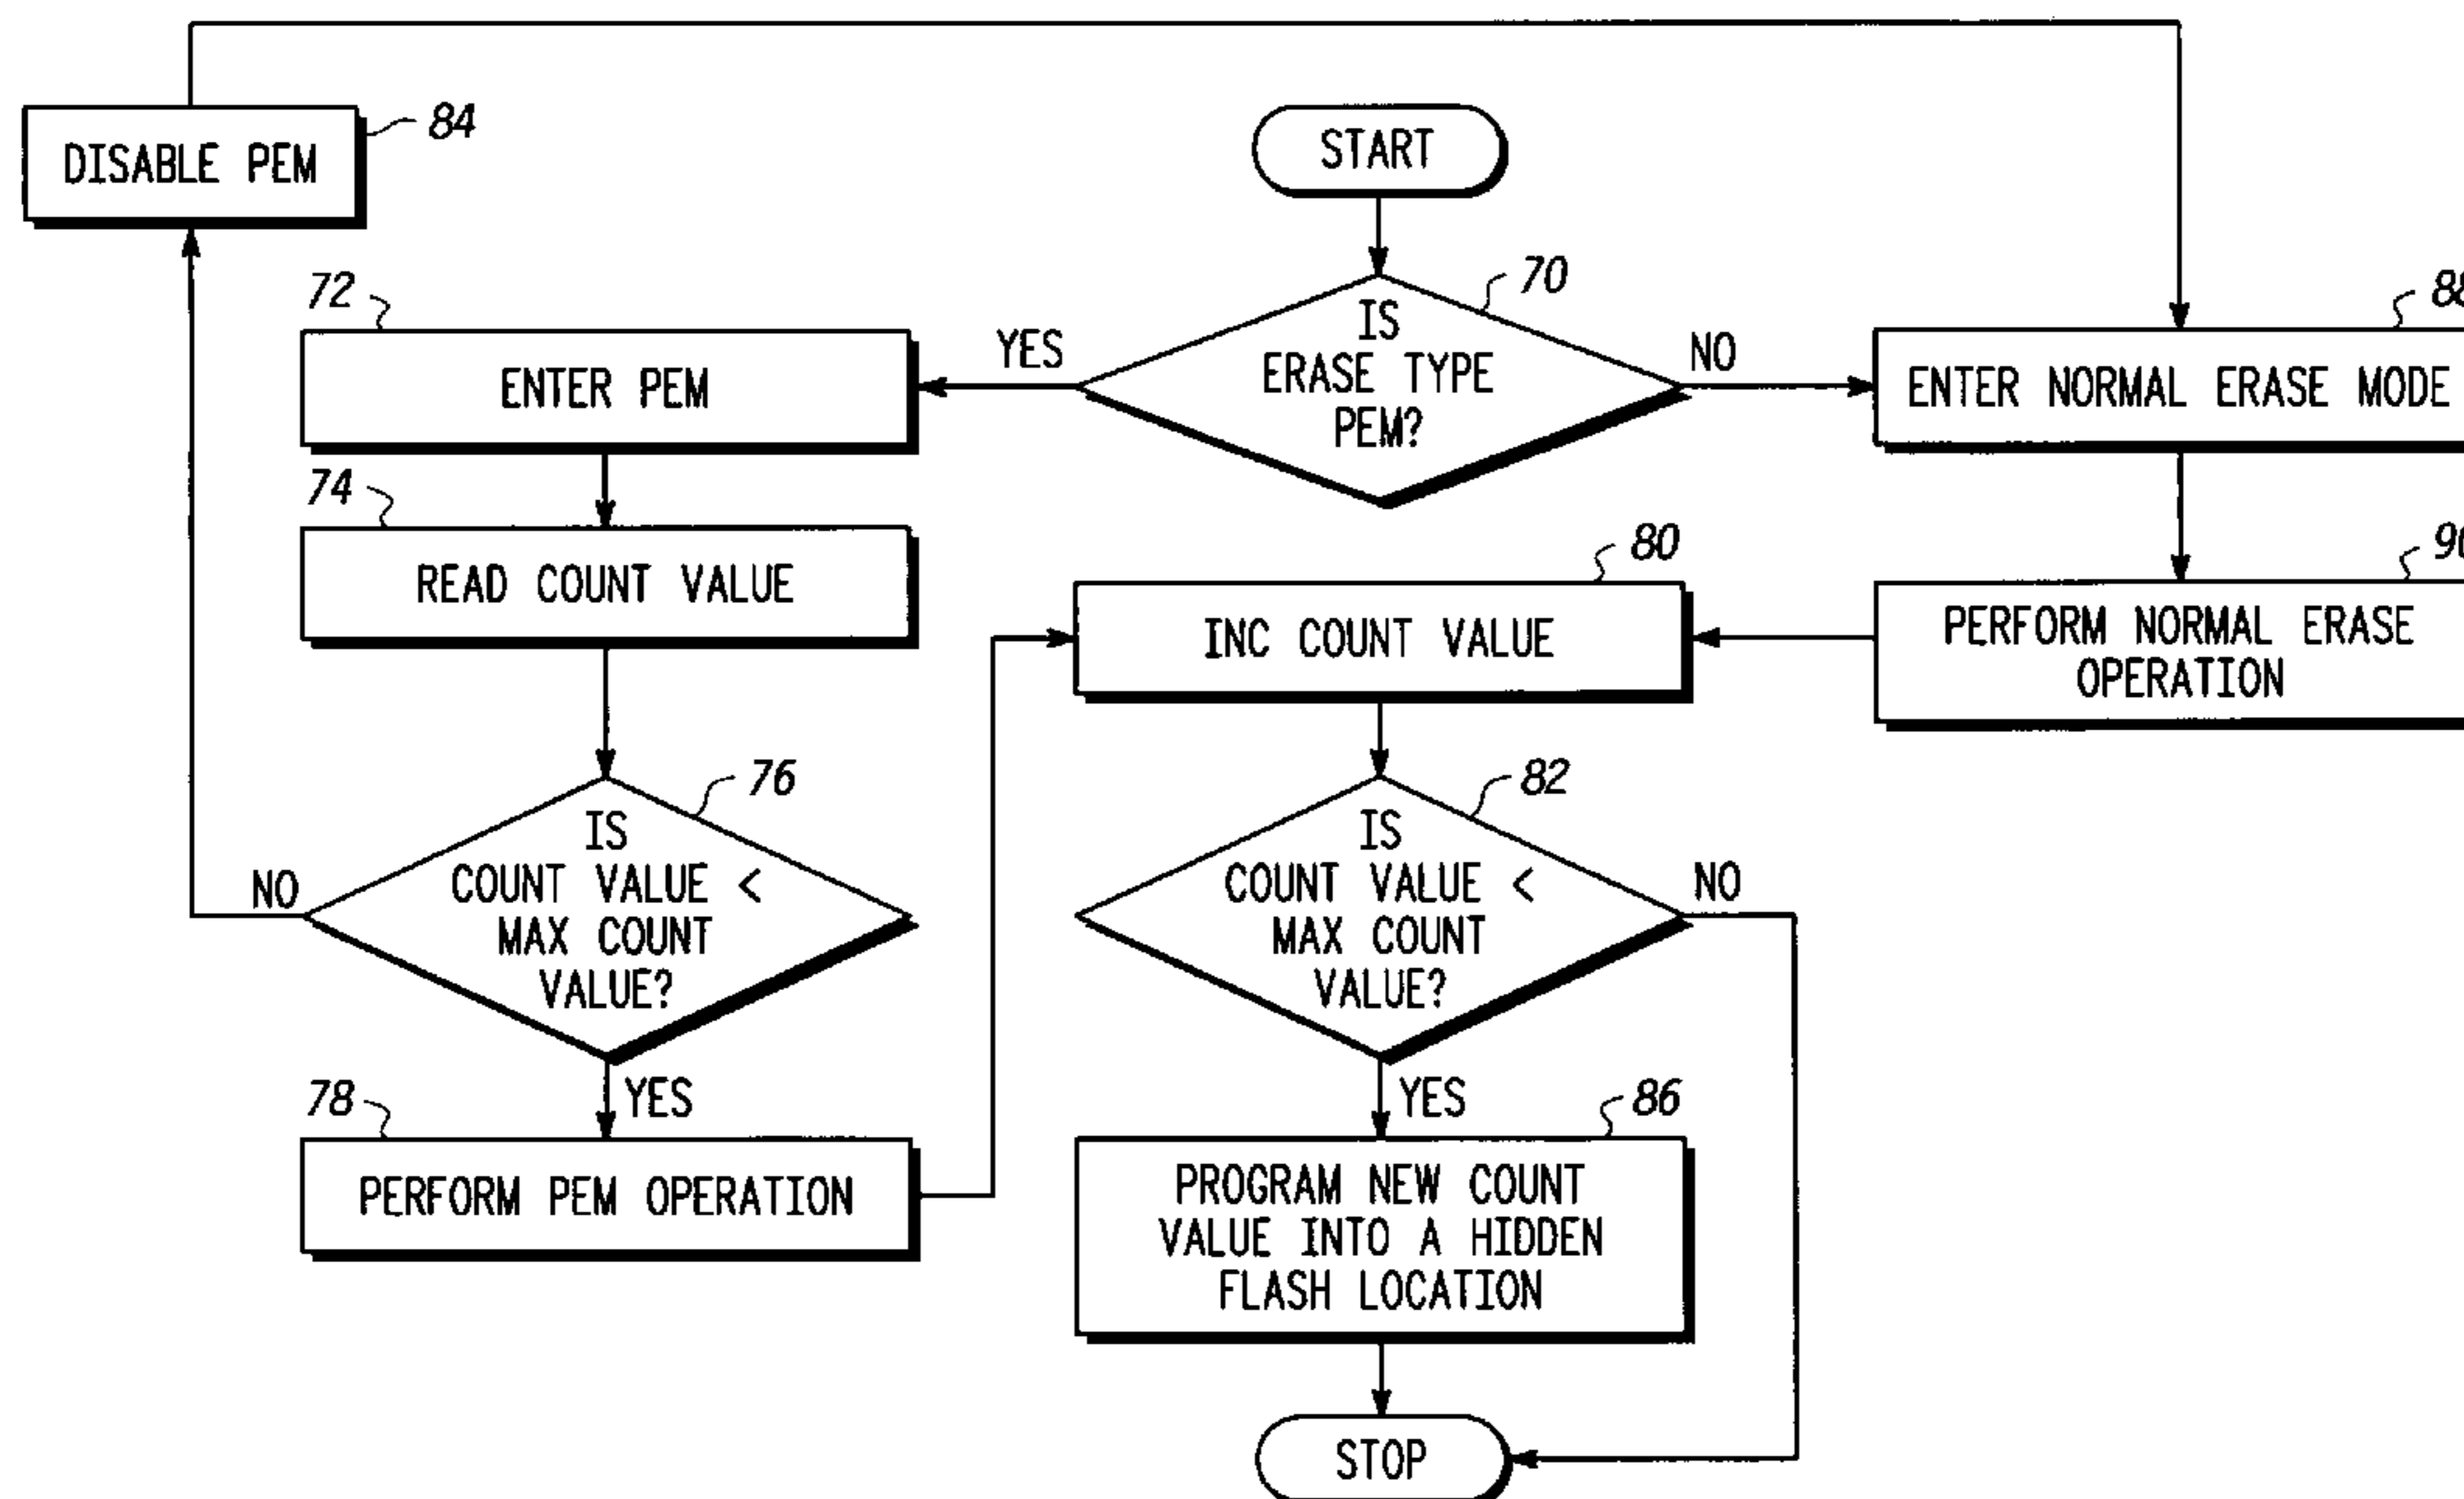 84
DISABLE PEM
START
70
IS
ERASE TYPE
PEM?
YES
NO
72
ENTER PEM
88
ENTER NORMAL ERASE MODE
74
READ COUNT VALUE
80
INC COUNT VALUE
PERFORM NORMAL ERASE
OPERATION
76
IS
COUNT VALUE <
MAX COUNT
VALUE?
NO
YES
82
IS
COUNT VALUE <
MAX COUNT
VALUE?
NO
YES
78
PERFORM PEM OPERATION
86
PROGRAM NEW COUNT
VALUE INTO A HIDDEN
FLASH LOCATION
STOP